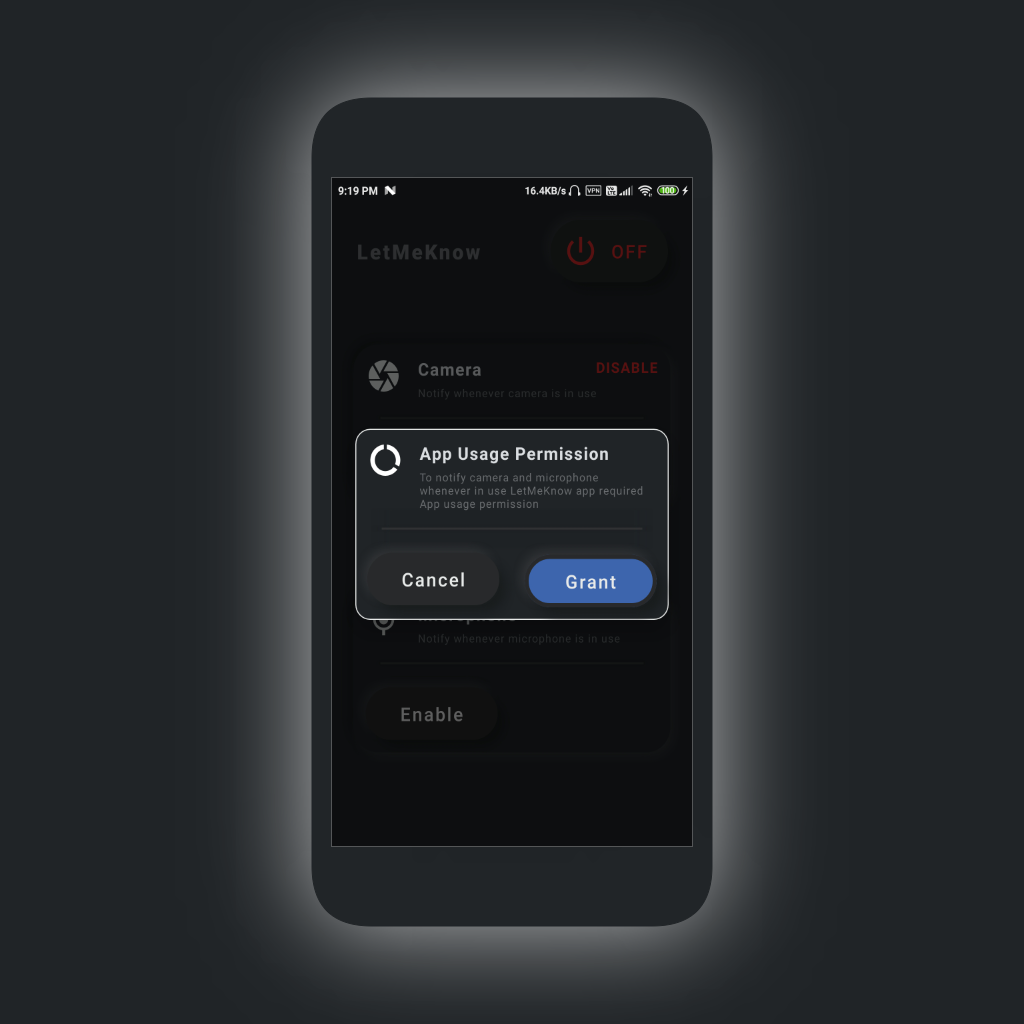 9:19 PM 16.4KB/s VPN 100
LetMeKnow
OFF
Camera
DISABLE
Notify whenever camera is in use
App Usage Permission
To notify camera and microphone
whenever in use LetMeKnow app required
App usage permission
Cancel
Grant
Notify whenever microphone is in use
Enable